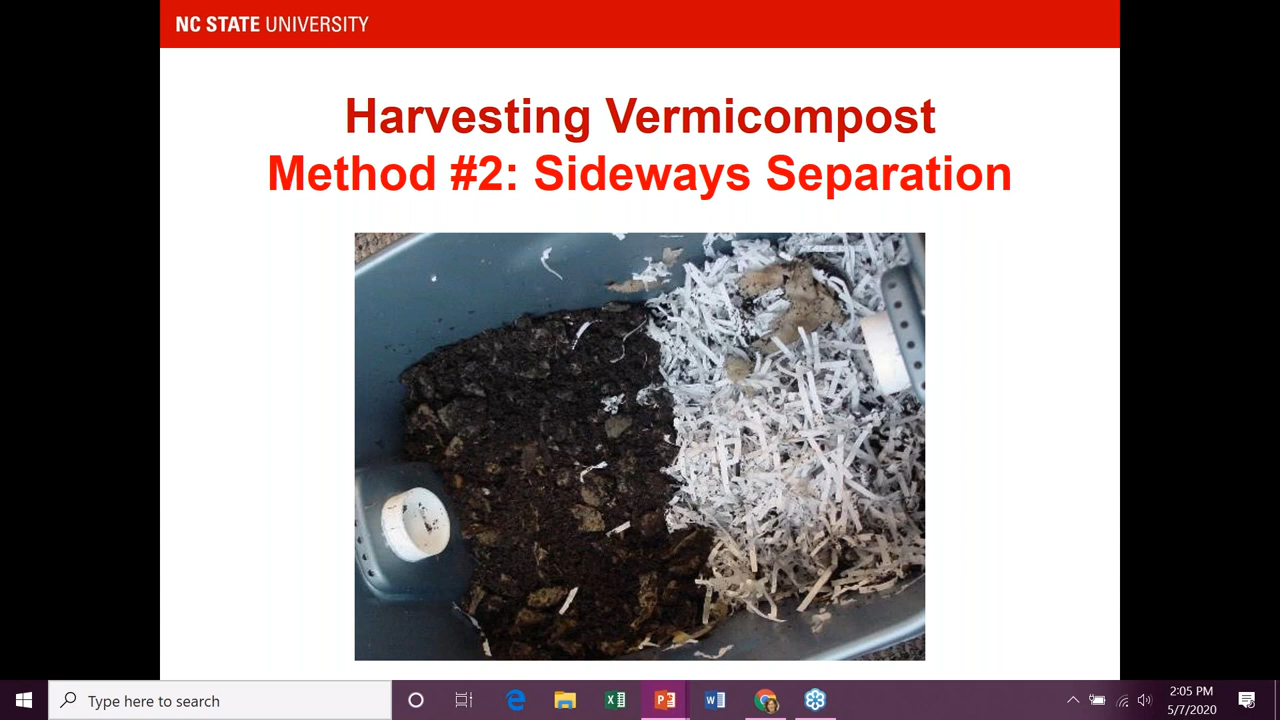 NC STATE UNIVERSITY
Harvesting Vermicompost
Method #2: Sideways Separation
Type here to search
2:05 PM
5/7/2020